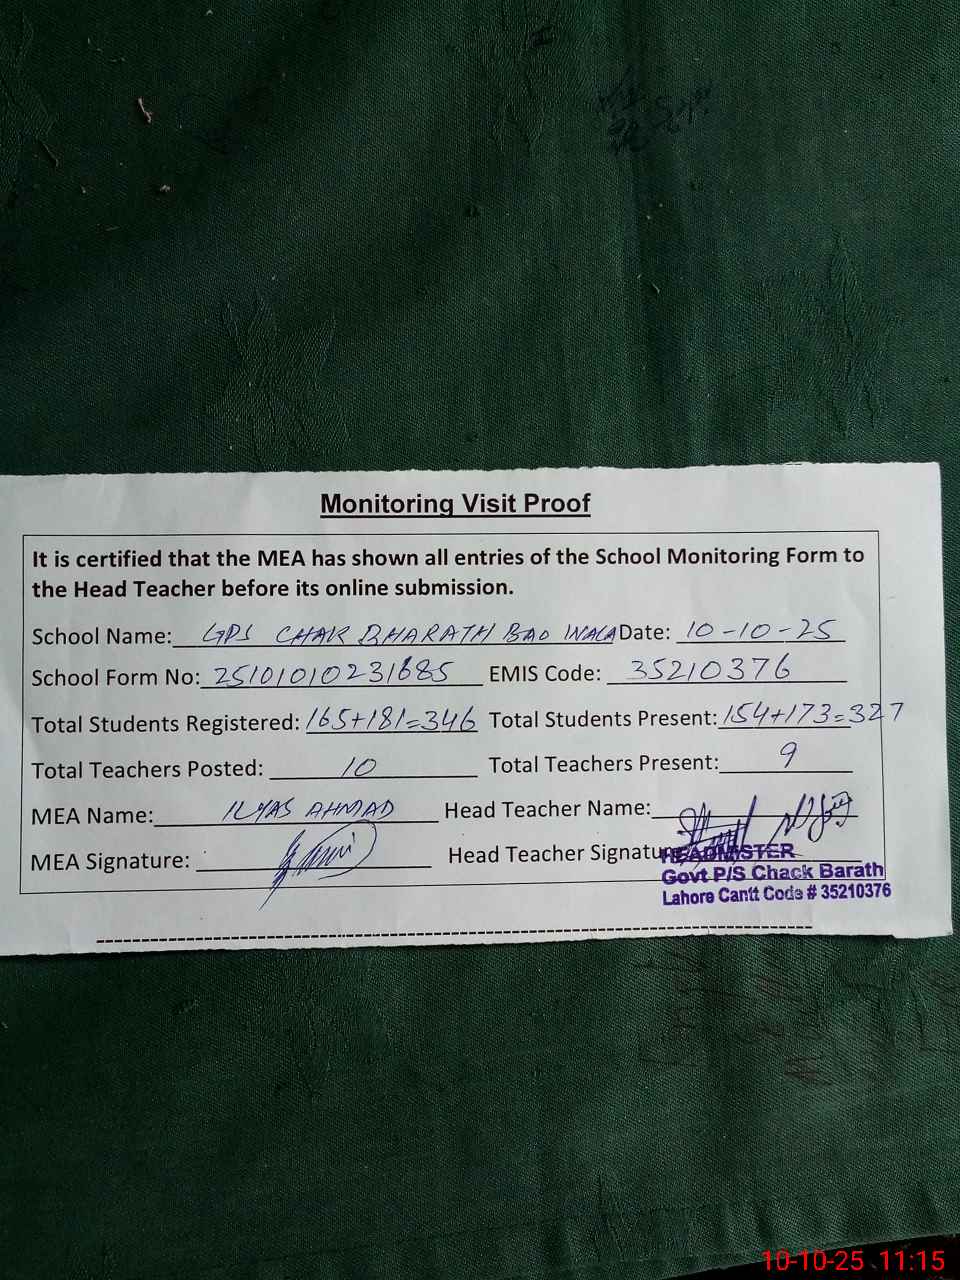 Monitoring Visit Proof
It is certified that the MEA has shown all entries of the School Monitoring Form to
the Head Teacher before its online submission.
School Name: GPS CHAK BHARATH BAO WALA Date: 10-10-25
School Form No: 25101010231685 EMIS Code: 35210376
Total Students Registered: 165+181=346 Total Students Present: 154+173=327
Total Teachers Posted: 10 Total Teachers Present: 9
MEA Name: ILYAS AHMAD Head Teacher Name:
MEA Signature: Head Teacher Signature
HEADMISTER
Govt P/S Chack Barath
Lahore Cantt Code # 35210376
10-10-25 11:15